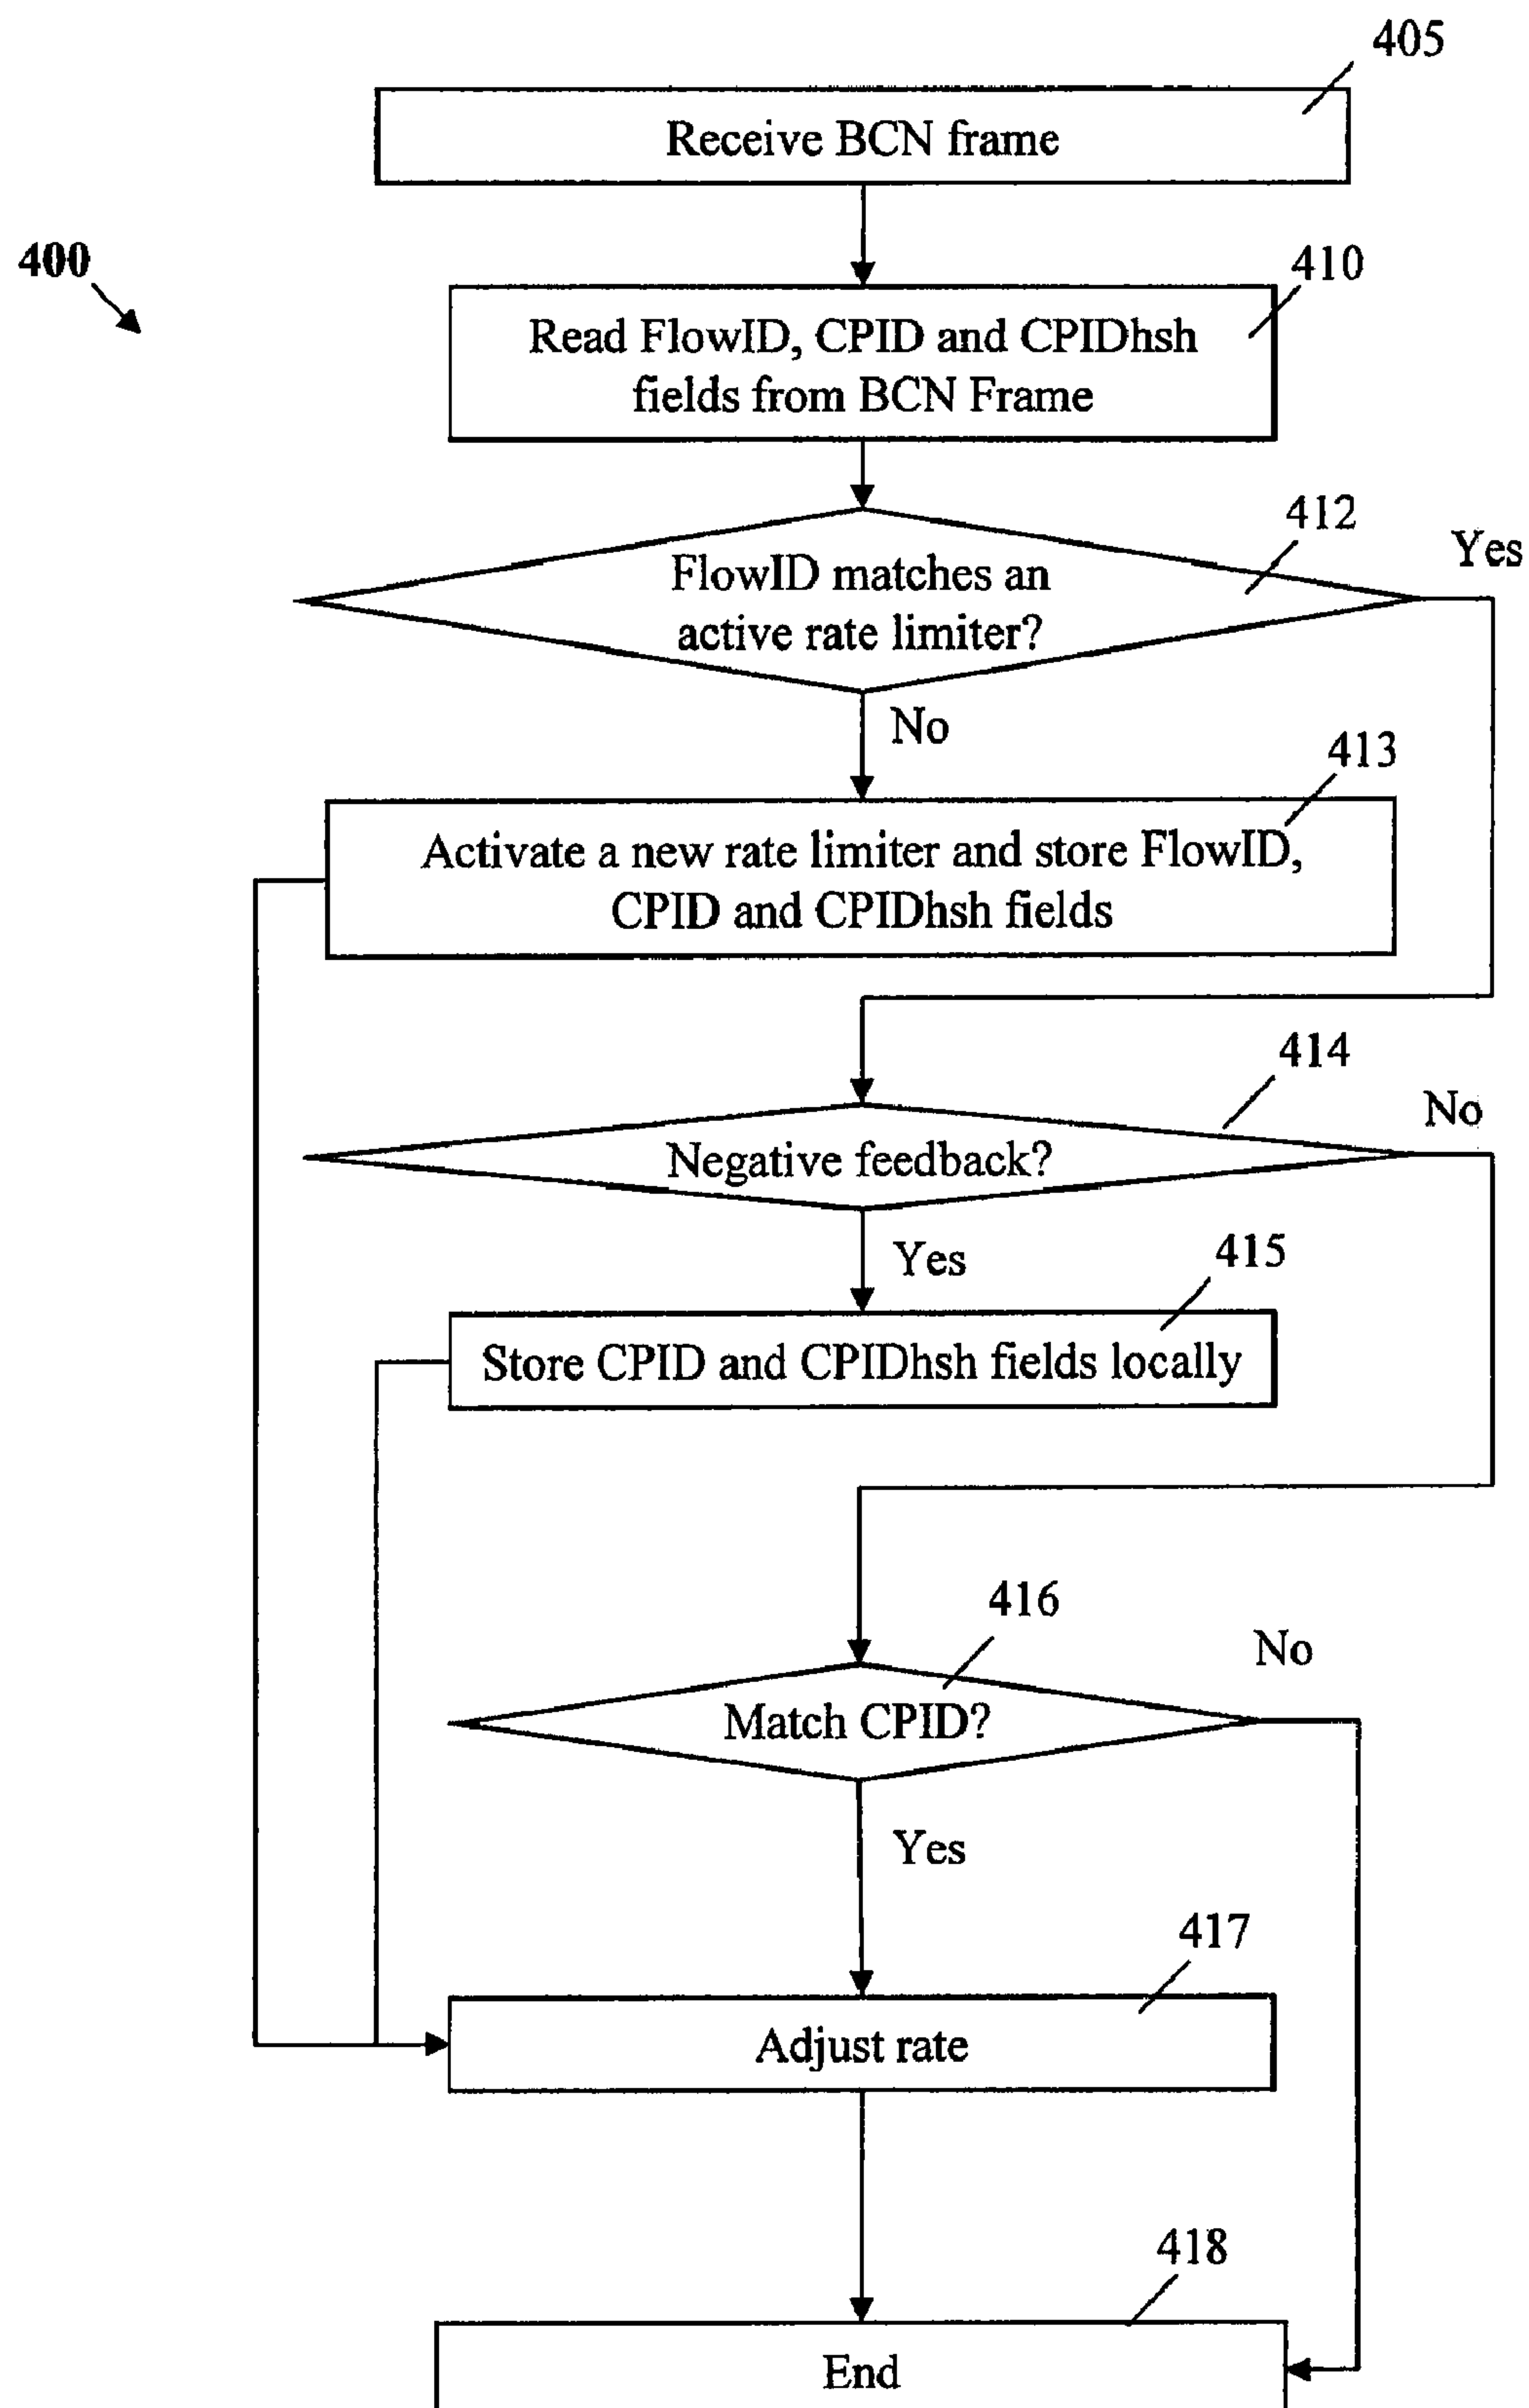 405
Receive BCN frame
400
410
Read FlowID, CPID and CPIDhsh
fields from BCN Frame
412
Yes
FlowID matches an
active rate limiter?
No
413
Activate a new rate limiter and store FlowID,
CPID and CPIDhsh fields
414
No
Negative feedback?
Yes
415
Store CPID and CPIDhsh fields locally
416
No
Match CPID?
Yes
417
Adjust rate
418
End